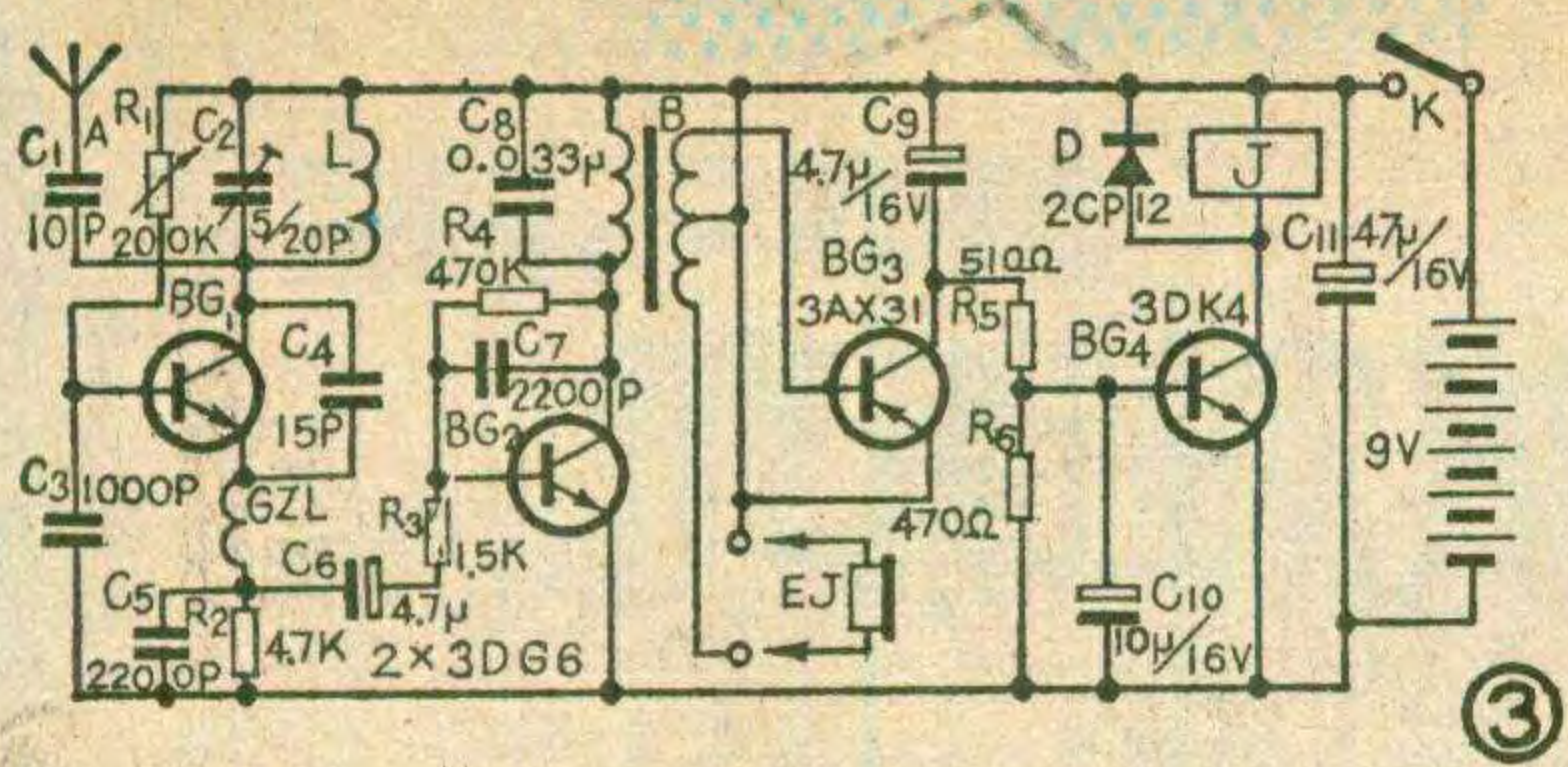 A
C1
10P
R1
200K
C2
5/20P
L
C8
0.0033μ
R4
470K
B
C9
4.7μ/16V
D
2CP12
J
K
C11
47μ/16V
BG1
C4
15P
C7
2200P
BG2
BG3
3AX31
510Ω
R5
BG4
3DK4
R6
470Ω
9V
C3
1000P
GZL
R3
1.5K
C6
4.7μ
C5
2200P
R2
4.7K
2×3DG6
EJ
C10
10μ/16V
3